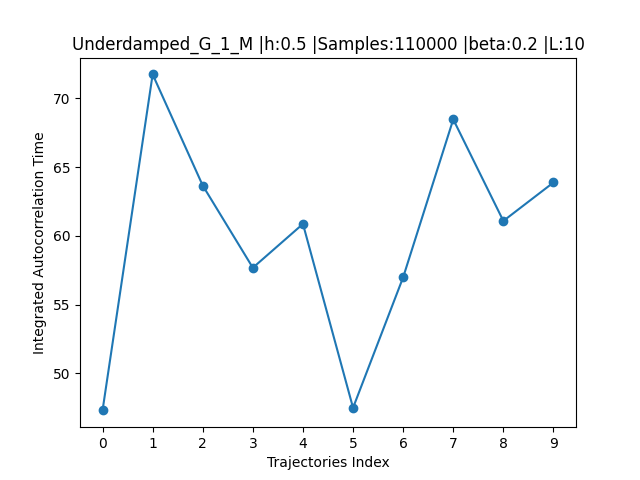 Underdamped_G_1_M |h:0.5 |Samples:110000 |beta:0.2 |L:10
Integrated Autocorrelation Time
70
65
60
55
50
0 1 2 3 4 5 6 7 8 9
Trajectories Index